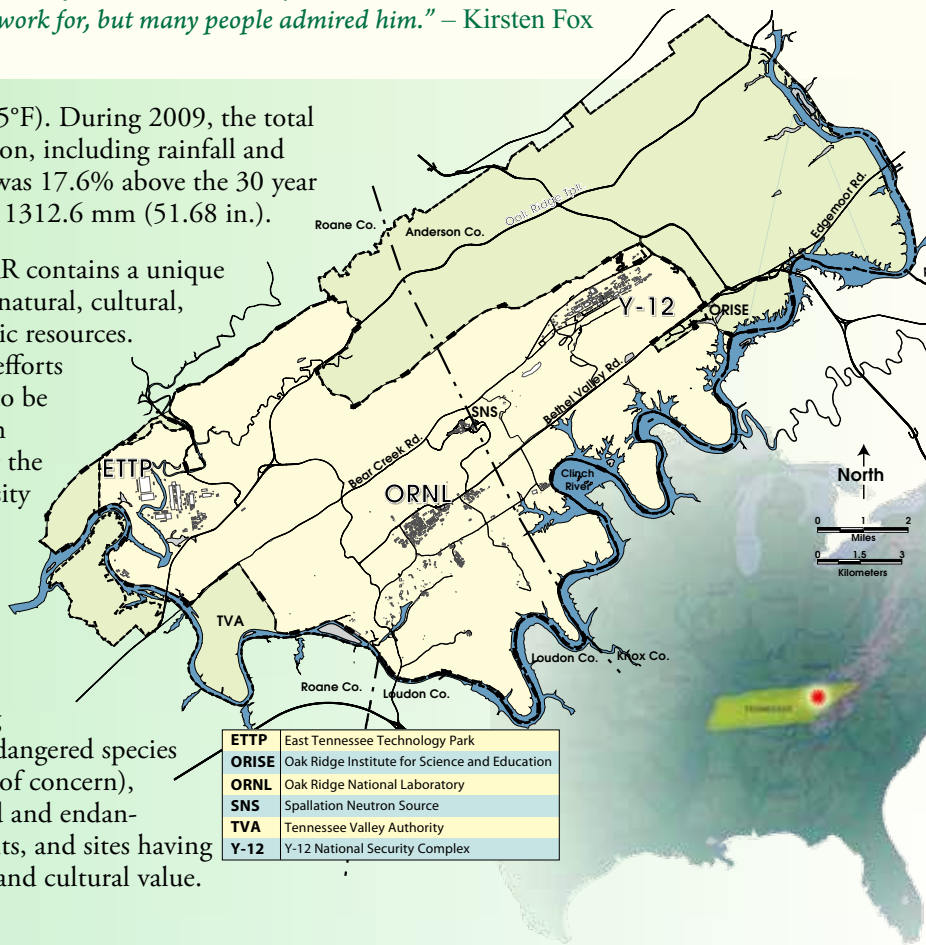 work for, but many people admired him.” – Kirsten Fox
5°F). During 2009, the total
on, including rainfall and
was 17.6% above the 30 year
1312.6 mm (51.68 in.).
R contains a unique
natural, cultural,
ic resources.
efforts
o be
n
the
ity
dangered species
of concern),
d and endan-
ts, and sites having
and cultural value.
Roane Co.
Anderson Co.
Oak Ridge Tpk
Edgemoor Rd.
Y-12
ORISE
Bethel Valley Rd.
SNS
Bear Creek Rd.
ETTP
ORNL
Clinch
River
North
0 1 2
Miles
0 1.5 3
Kilometers
TVA
Loudon Co.
Knox Co.
Roane Co.
Loudon Co.
TENNESSEE
ETTP East Tennessee Technology Park
ORISE Oak Ridge Institute for Science and Education
ORNL Oak Ridge National Laboratory
SNS Spallation Neutron Source
TVA Tennessee Valley Authority
Y-12 Y-12 National Security Complex